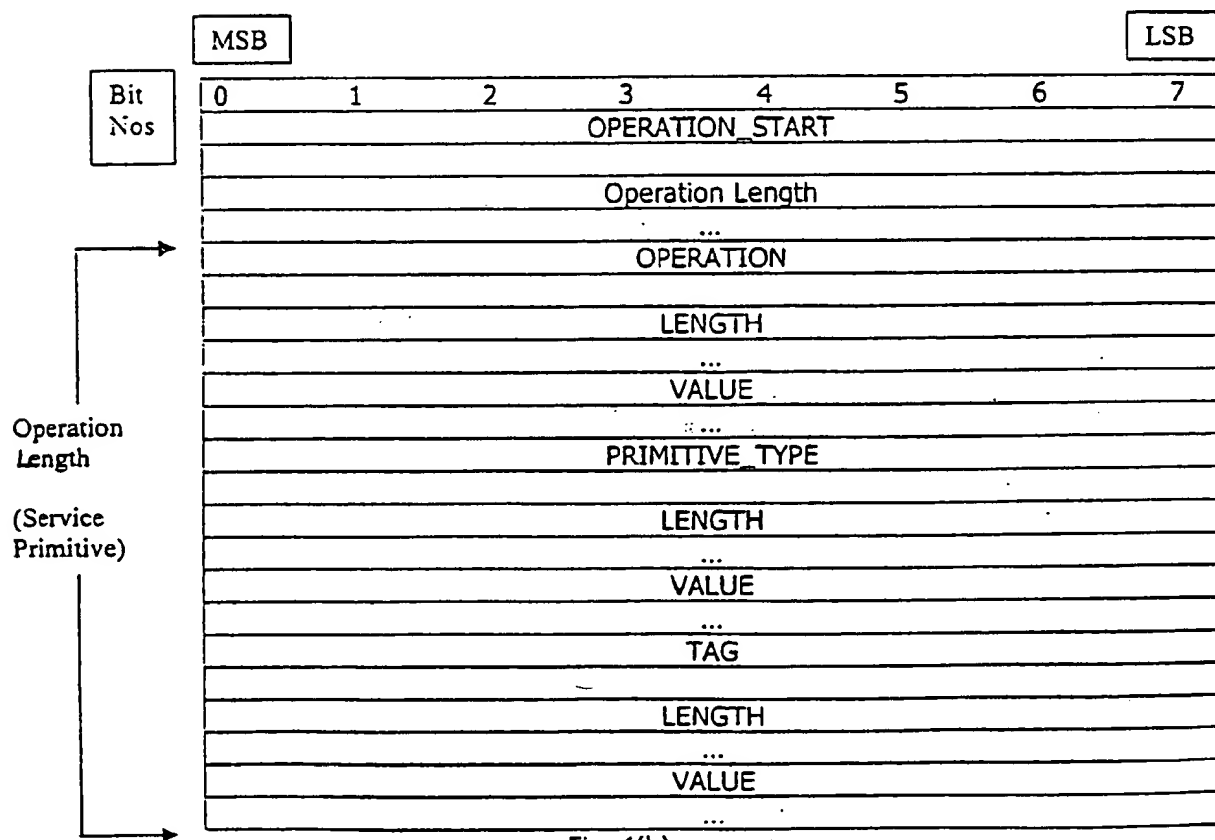 MSB
LSB
Bit
Nos
0 1 2 3 4 5 6 7
OPERATION_START
Operation Length
...
OPERATION
LENGTH
...
VALUE
...
PRIMITIVE_TYPE
LENGTH
...
VALUE
...
TAG
LENGTH
...
VALUE
...
Operation
Length
(Service
Primitive)